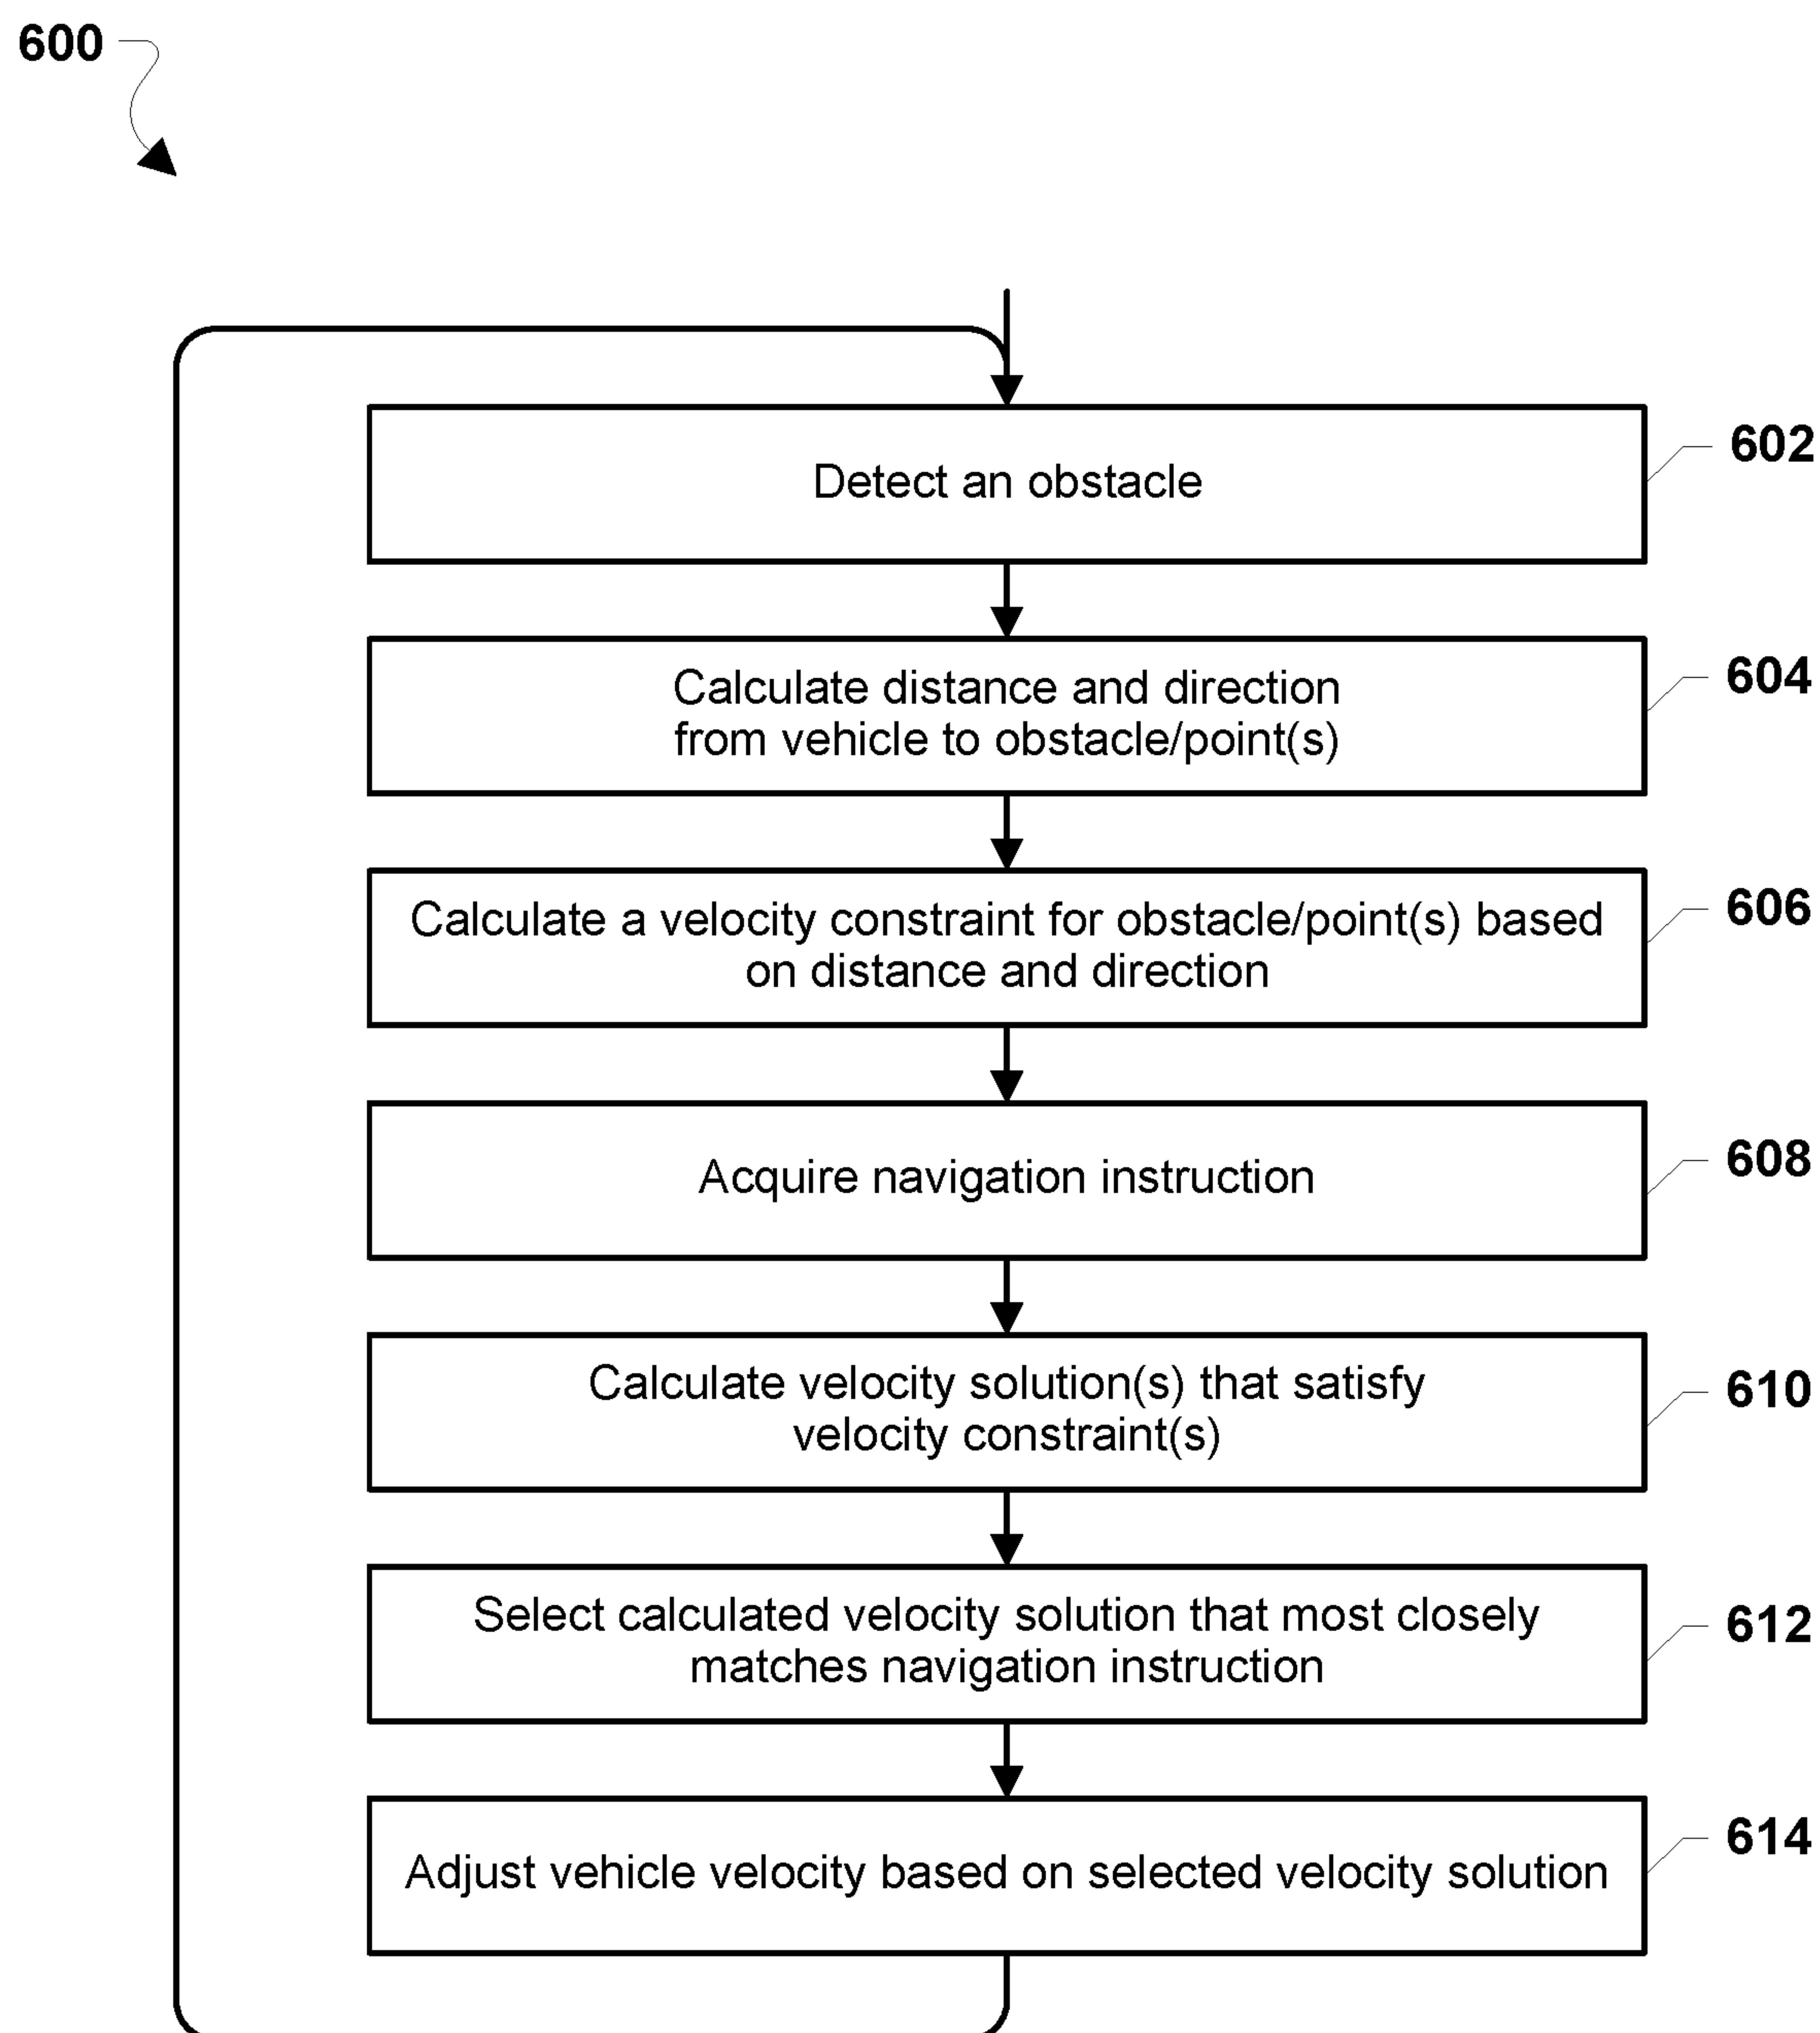 600
Detect an obstacle
602
Calculate distance and direction
from vehicle to obstacle/point(s)
604
Calculate a velocity constraint for obstacle/point(s) based
on distance and direction
606
Acquire navigation instruction
608
Calculate velocity solution(s) that satisfy
velocity constraint(s)
610
Select calculated velocity solution that most closely
matches navigation instruction
612
Adjust vehicle velocity based on selected velocity solution
614